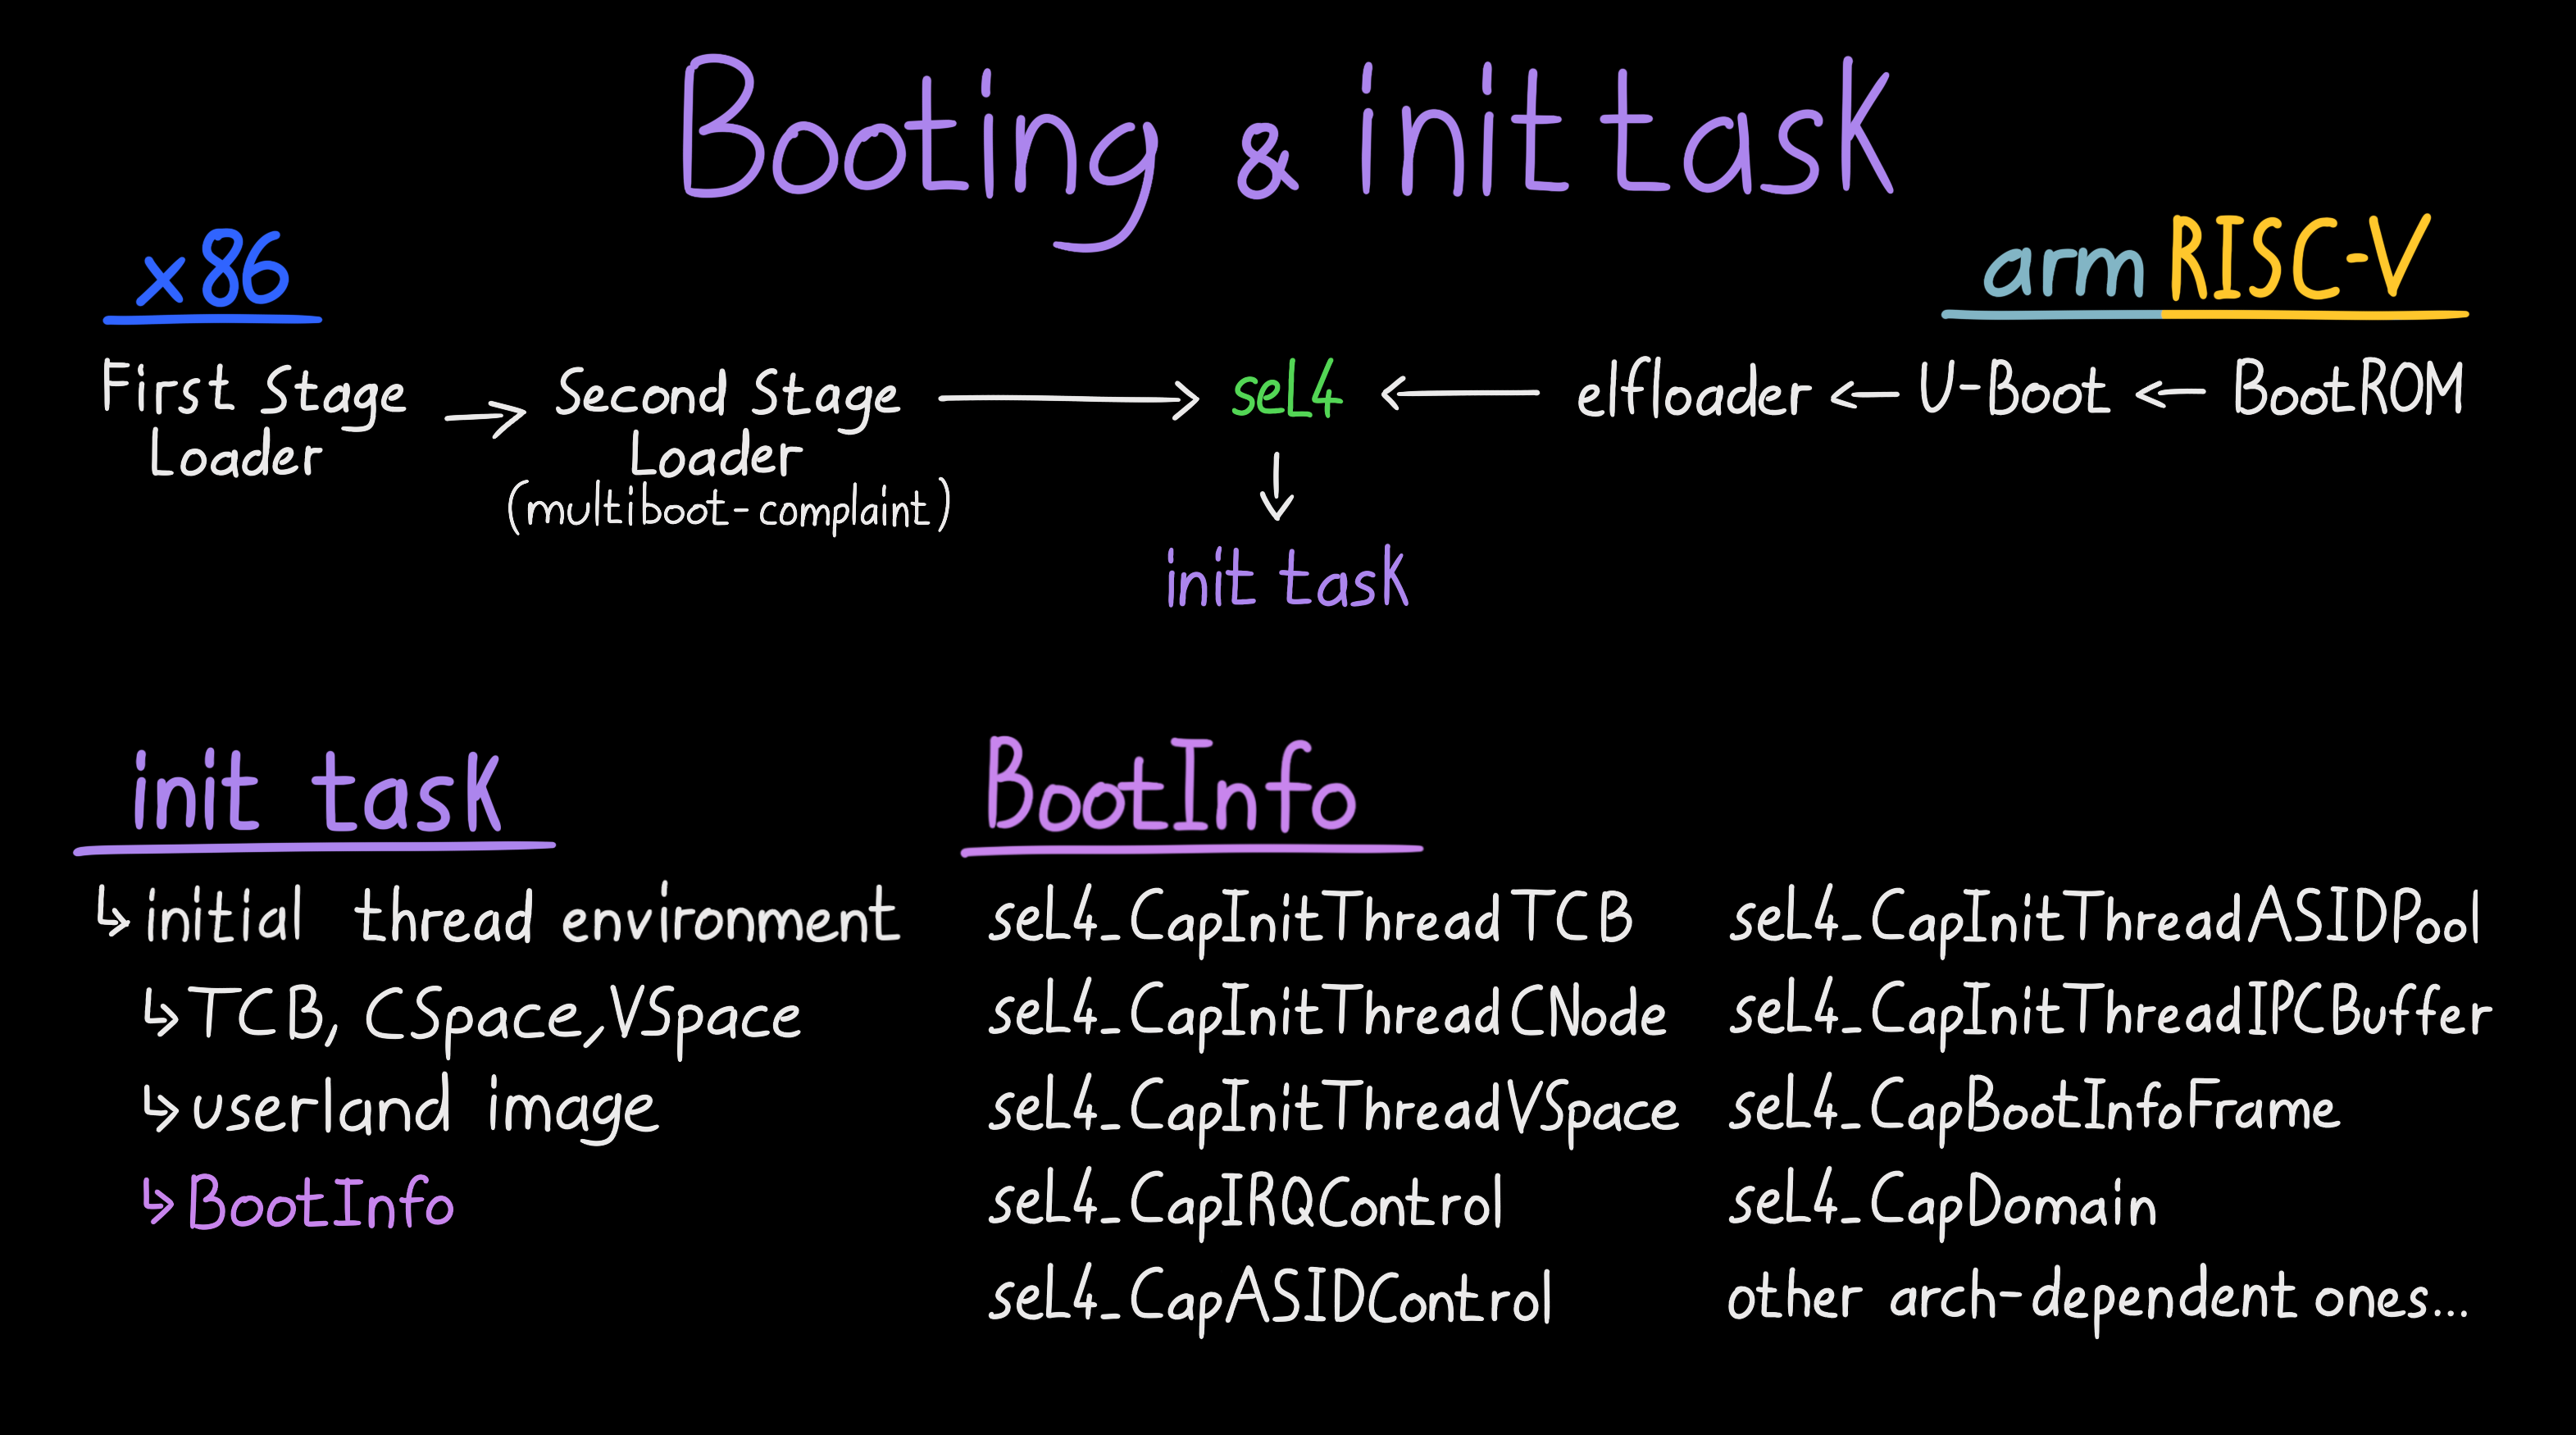 Booting & init task
x86
arm RISC-V
First Stage Loader → Second Stage Loader (multiboot-complaint) → seL4 ← elfloader ← U-Boot ← BootROM
↓
init task
init task
↳ initial thread environment
↳ TCB, CSpace, VSpace
↳ userland image
↳ BootInfo
BootInfo
seL4_CapInitThreadTCB
seL4_CapInitThreadCNode
seL4_CapInitThreadVSpace
seL4_CapIRQControl
seL4_CapASIDControl
seL4_CapInitThreadASIDPool
seL4_CapInitThreadIPCBuffer
seL4_CapBootInfoFrame
seL4_CapDomain
other arch-dependent ones...